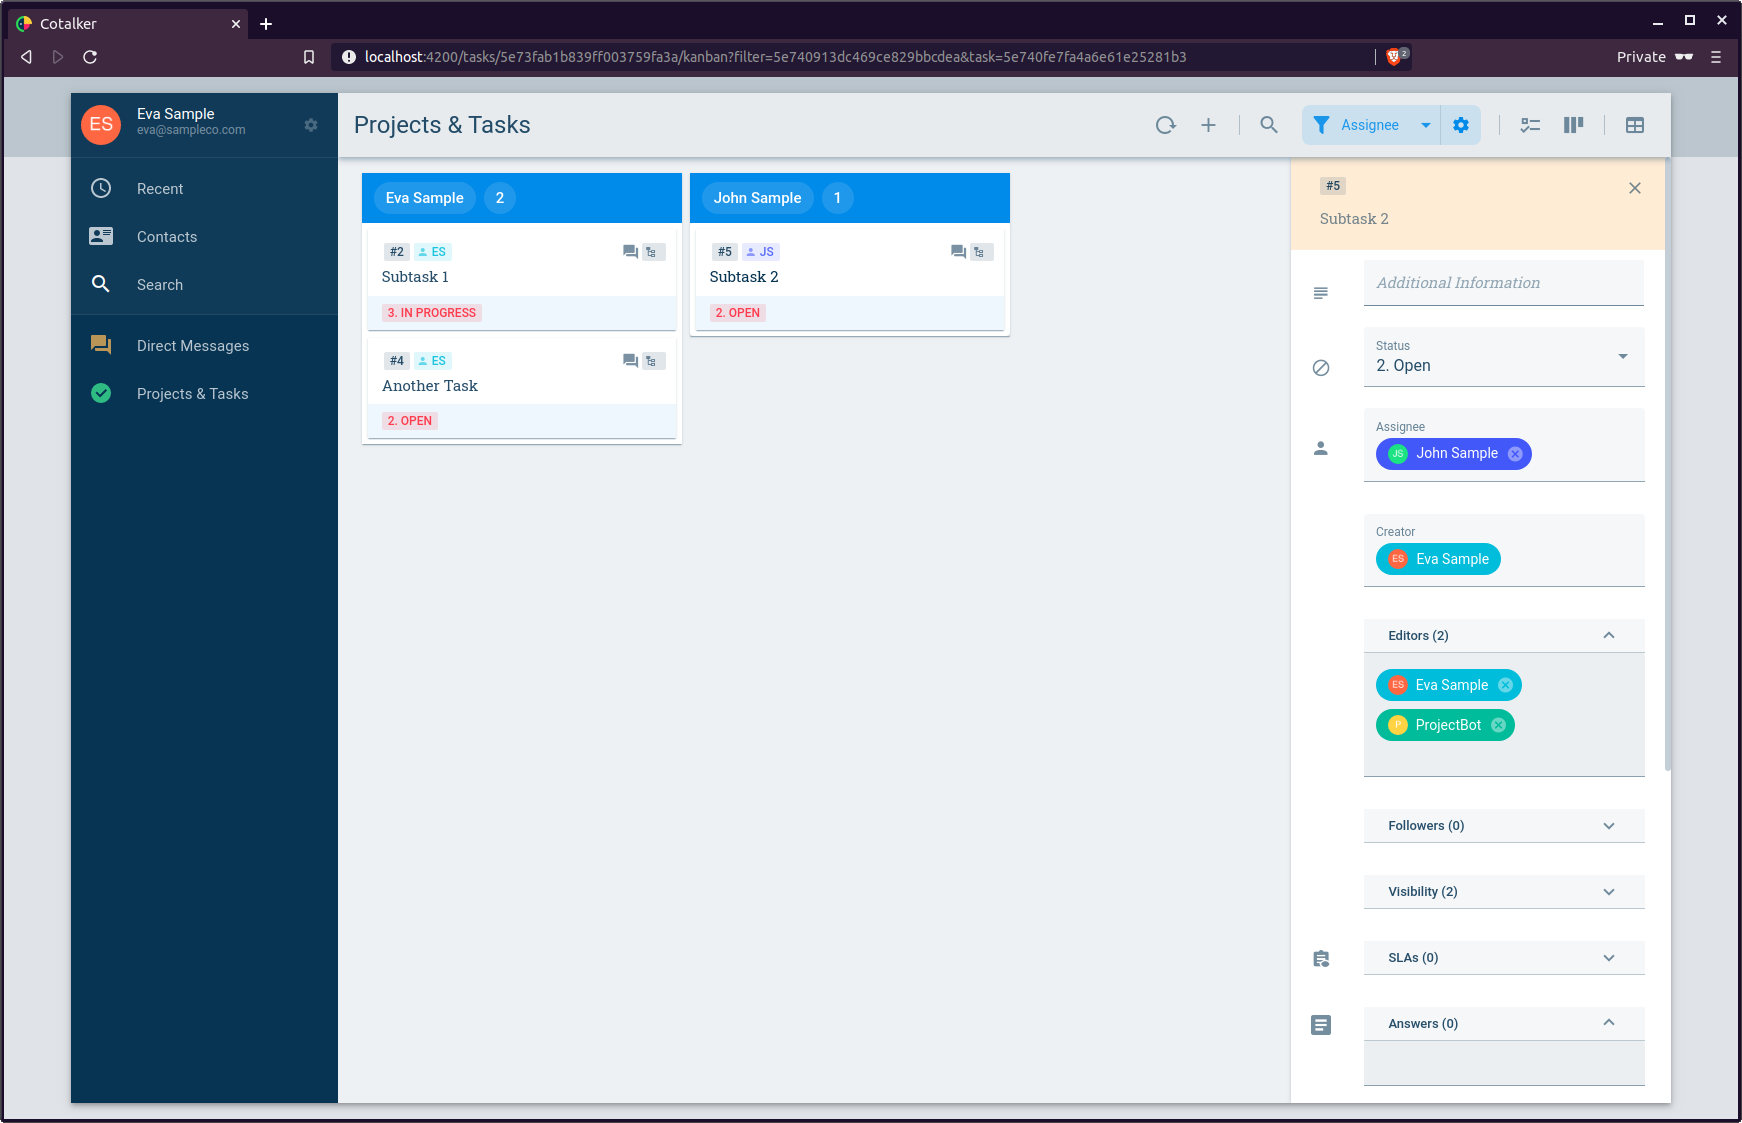 Cotalker
localhost:4200/tasks/5e73fab1b839ff003759fa3a/kanban?filter=5e740913dc469ce829bbcdea&task=5e740fe7fa4a6e61e25281b3
2
Private
ES
Eva Sample
eva@sampleco.com
Recent
Contacts
Search
Direct Messages
Projects & Tasks
Projects & Tasks
Assignee
Eva Sample 2
#2 ES
Subtask 1
3. IN PROGRESS
#4 ES
Another Task
2. OPEN
John Sample 1
#5 JS
Subtask 2
2. OPEN
#5
Subtask 2
Additional Information
Status
2. Open
Assignee
JS John Sample
Creator
ES Eva Sample
Editors (2)
ES Eva Sample
P ProjectBot
Followers (0)
Visibility (2)
SLAs (0)
Answers (0)